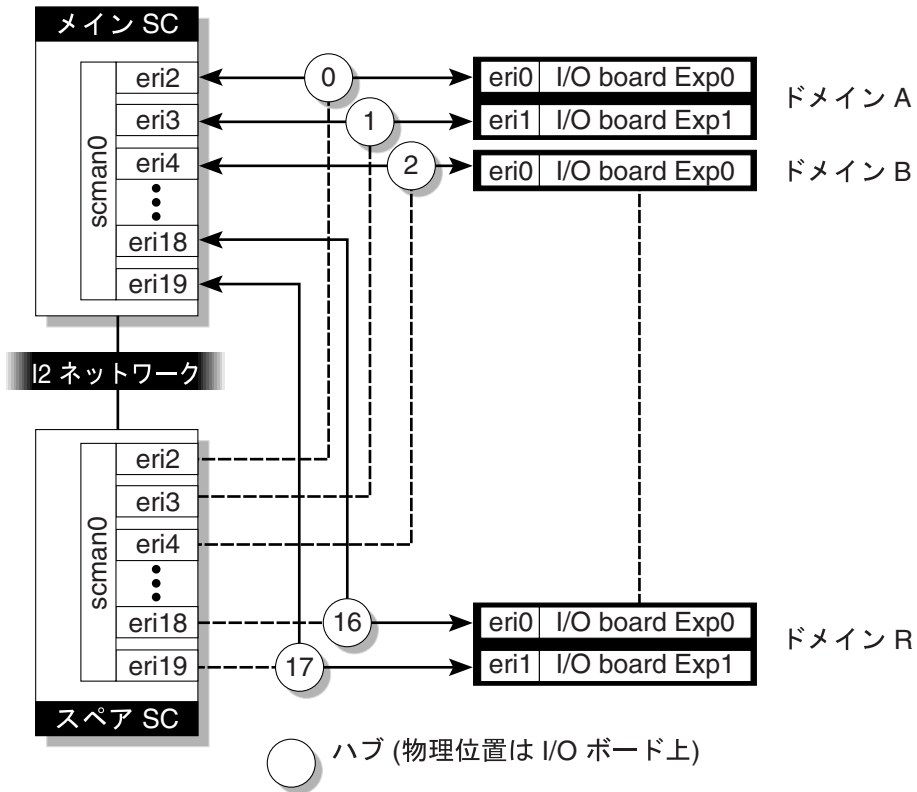 メイン SC
scman0
eri2
eri3
eri4
eri18
eri19
0
1
2
eri0 I/O board Exp0
eri1 I/O board Exp1
ドメイン A
eri0 I/O board Exp0
ドメイン B
I2 ネットワーク
scman0
eri2
eri3
eri4
eri18
eri19
スペア SC
16
17
eri0 I/O board Exp0
eri1 I/O board Exp1
ドメイン R
ハブ (物理位置は I/O ボード上)